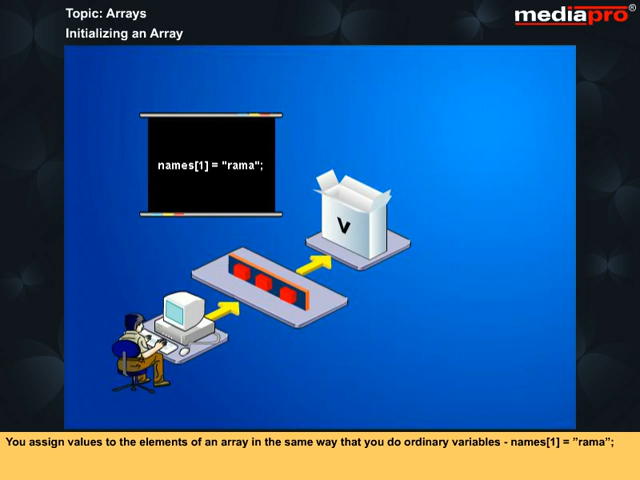 Topic: Arrays
Initializing an Array
mediapro®
names[1] = "rama";
V
You assign values to the elements of an array in the same way that you do ordinary variables - names[1] = ”rama”;